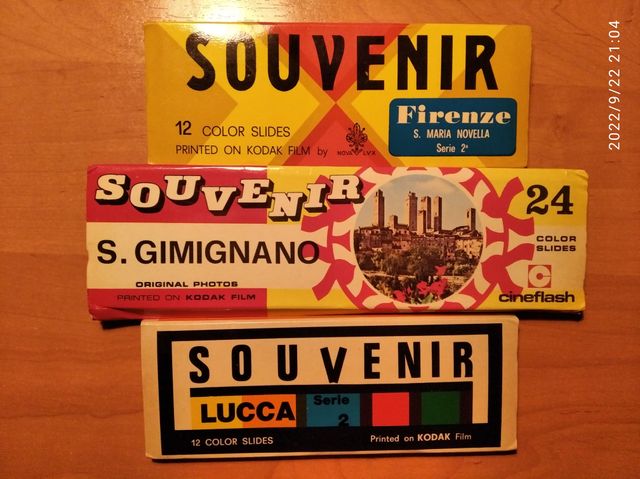 SOUVENIR
Firenze
S. MARIA NOVELLA
Serie 2ª
12 COLOR SLIDES
PRINTED ON KODAK FILM by NOVA LUX
SOUVENIR
24
COLOR
SLIDES
S. GIMIGNANO
ORIGINAL PHOTOS
PRINTED ON KODAK FILM
C
cineflash
SOUVENIR
LUCCA
Serie
2
12 COLOR SLIDES
Printed on KODAK Film
2022/9/22 21:04